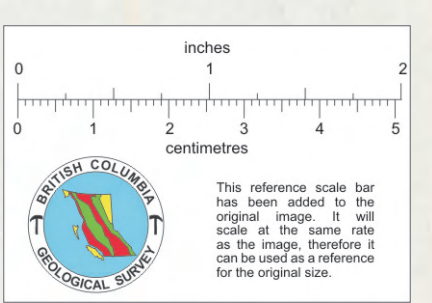 inches
0 1 2
0 1 2 3 4 5
centimetres
BRITISH COLUMBIA
GEOLOGICAL SURVEY
This reference scale bar
has been added to the
original image. It will
scale at the same rate
as the image, therefore it
can be used as a reference
for the original size.